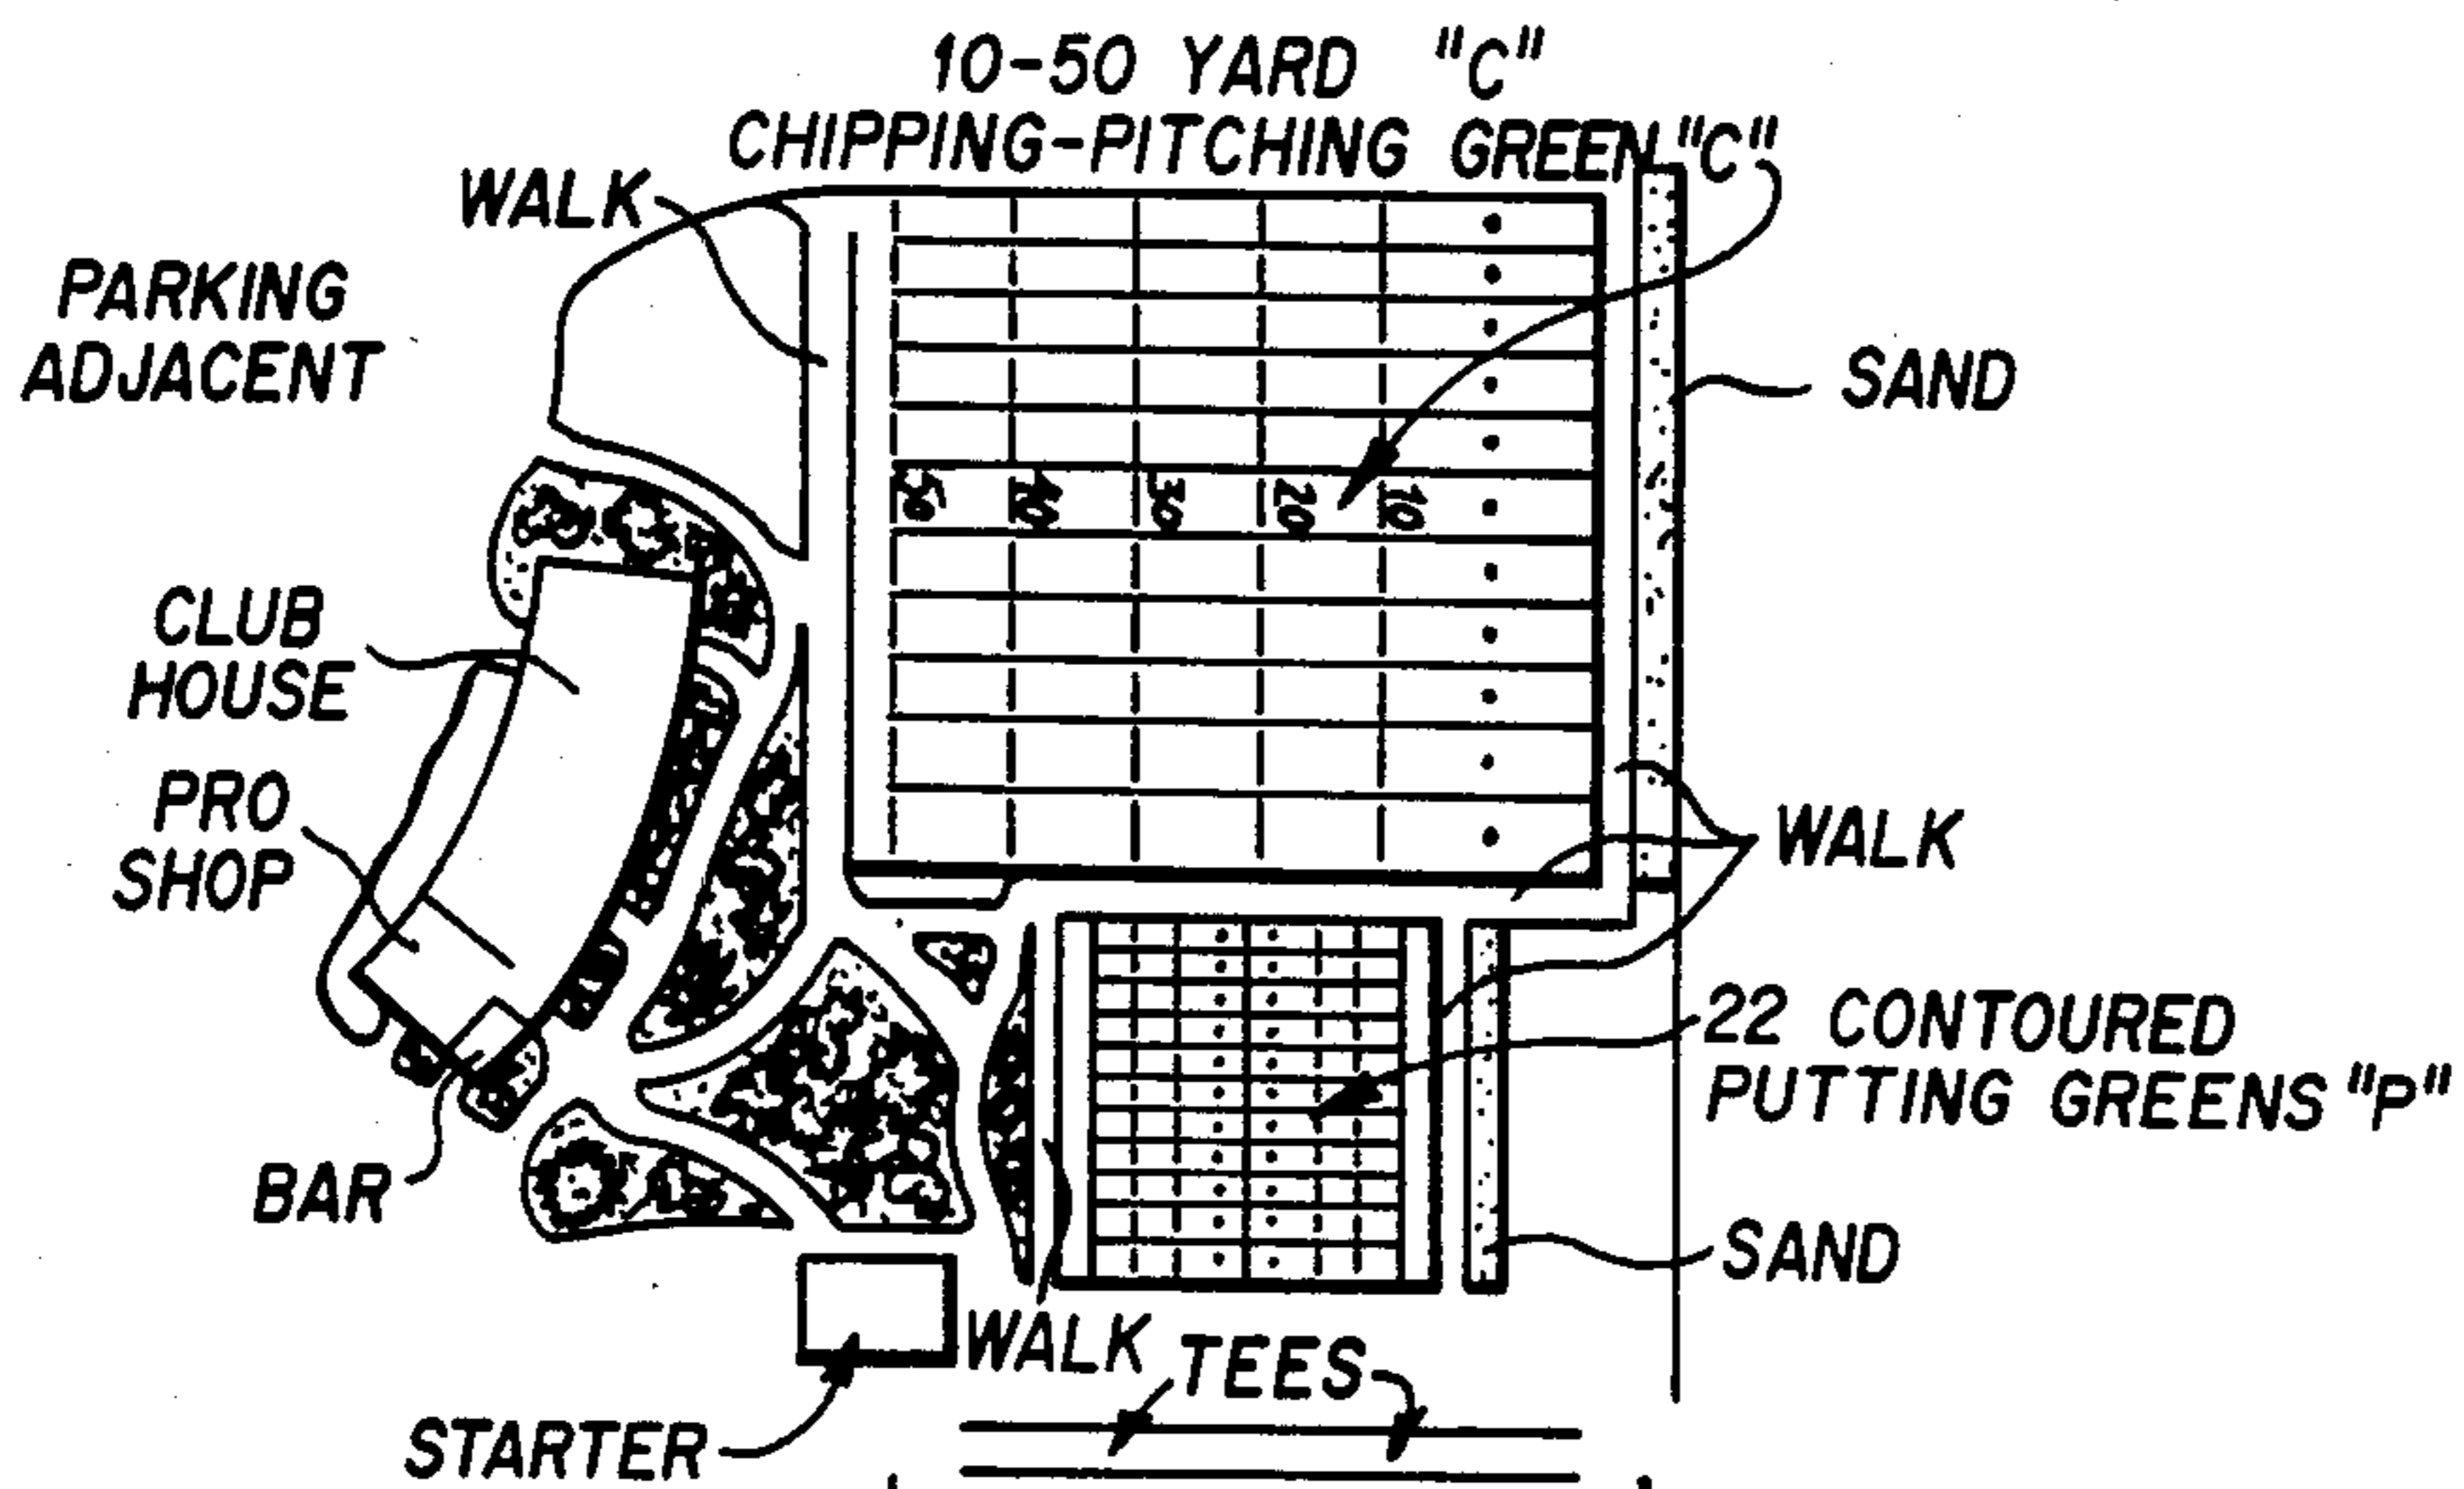 10-50 YARD "C"
CHIPPING-PITCHING GREEN "C"
WALK
PARKING
ADJACENT
SAND
50 40 30 20 10
CLUB
HOUSE
PRO
SHOP
WALK
22 CONTOURED
PUTTING GREENS "P"
BAR
SAND
WALK
TEES
STARTER